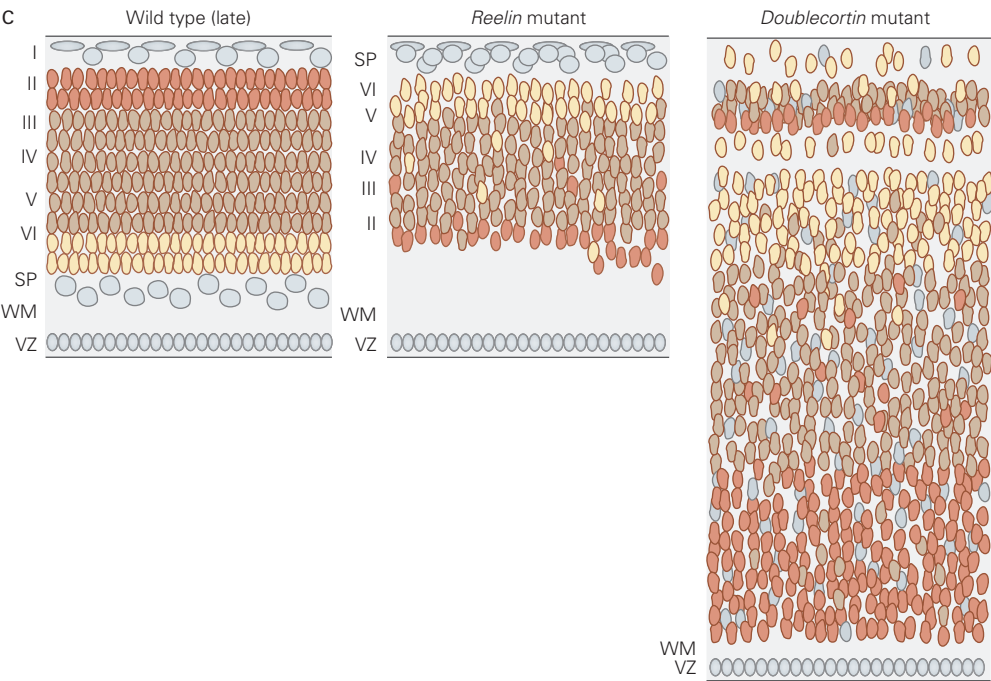 C
Wild type (late)
Reelin mutant
Doublecortin mutant
I
II
III
IV
V
VI
SP
WM
VZ
SP
VI
V
IV
III
II
WM
VZ
WM
VZ